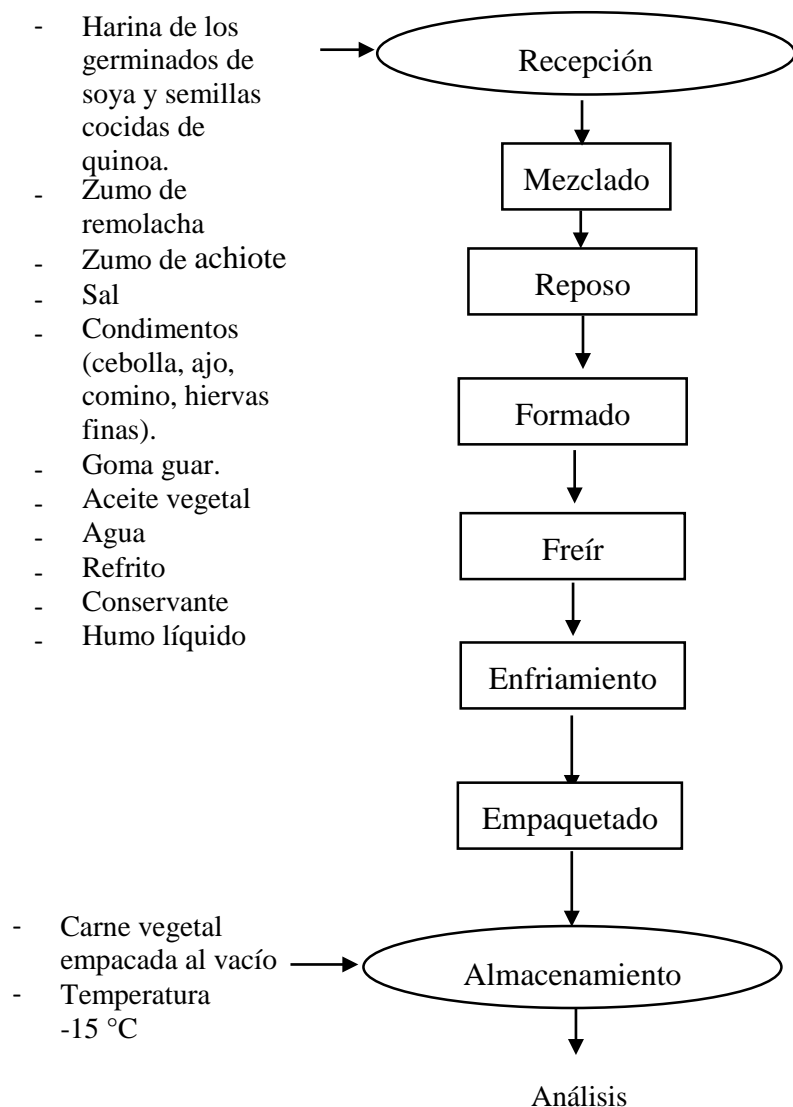 - Harina de los
germinados de
soya y semillas
cocidas de
quinoa.
- Zumo de
remolacha
- Zumo de achiote
- Sal
- Condimentos
(cebolla, ajo,
comino, hiervas
finas).
- Goma guar.
- Aceite vegetal
- Agua
- Refrito
- Conservante
- Humo líquido
Recepción
Mezclado
Reposo
Formado
Freír
Enfriamiento
Empaquetado
- Carne vegetal
empacada al vacío
- Temperatura
-15 °C
Almacenamiento
Análisis